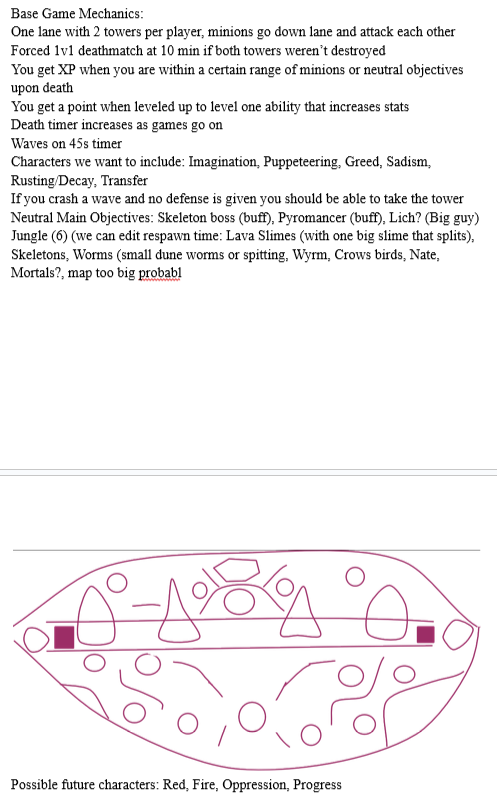 Base Game Mechanics:
One lane with 2 towers per player, minions go down lane and attack each other
Forced 1v1 deathmatch at 10 min if both towers weren’t destroyed
You get XP when you are within a certain range of minions or neutral objectives
upon death
You get a point when leveled up to level one ability that increases stats
Death timer increases as games go on
Waves on 45s timer
Characters we want to include: Imagination, Puppeteering, Greed, Sadism,
Rusting/Decay, Transfer
If you crash a wave and no defense is given you should be able to take the tower
Neutral Main Objectives: Skeleton boss (buff), Pyromancer (buff), Lich? (Big guy)
Jungle (6) (we can edit respawn time: Lava Slimes (with one big slime that splits),
Skeletons, Worms (small dune worms or spitting, Wyrm, Crows birds, Nate,
Mortals?, map too big probabl
Possible future characters: Red, Fire, Oppression, Progress